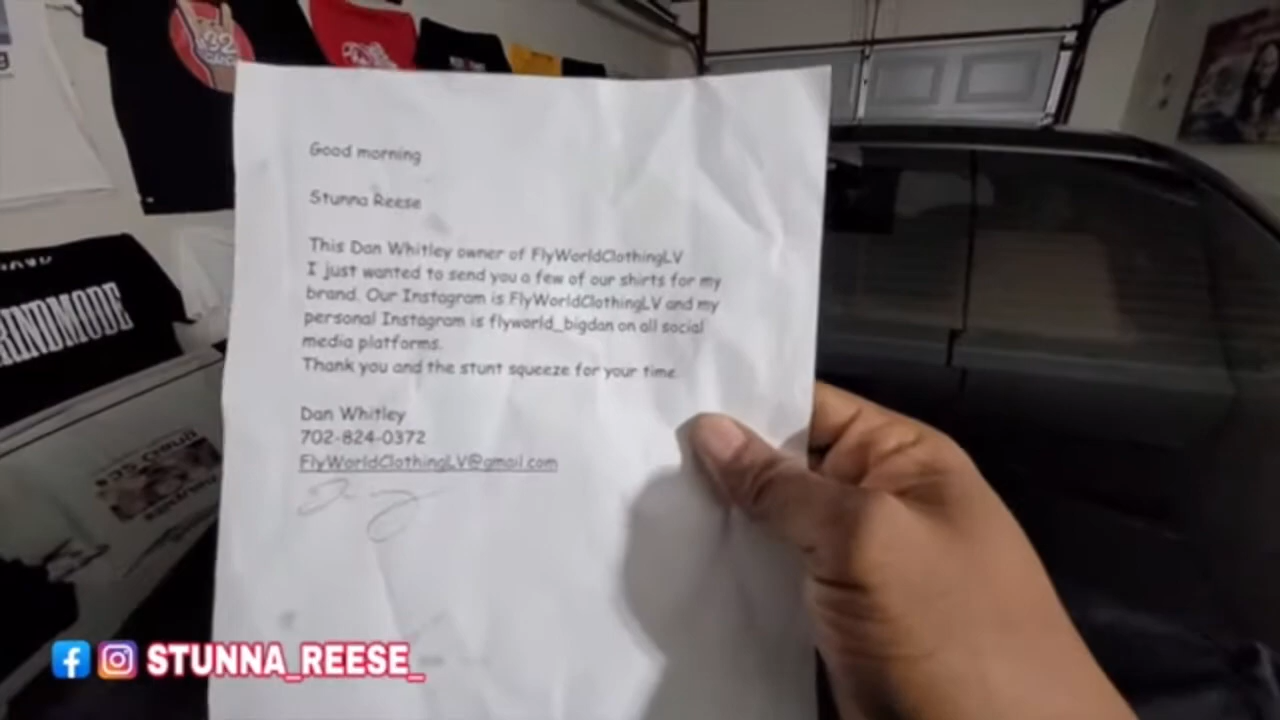 Good morning
Stunna Reese
This Dan Whitley owner of FlyWorldClothingLV
I just wanted to send you a few of our shirts for my
brand. Our Instagram is FlyWorldClothingLV and my
personal Instagram is flyworld_bigdan on all social
media platforms.
Thank you and the stunt squeeze for your time.
Dan Whitley
702-824-0372
FlyWorldClothingLV@gmail.com
32
RINDMODE
STUNNA_REESE_